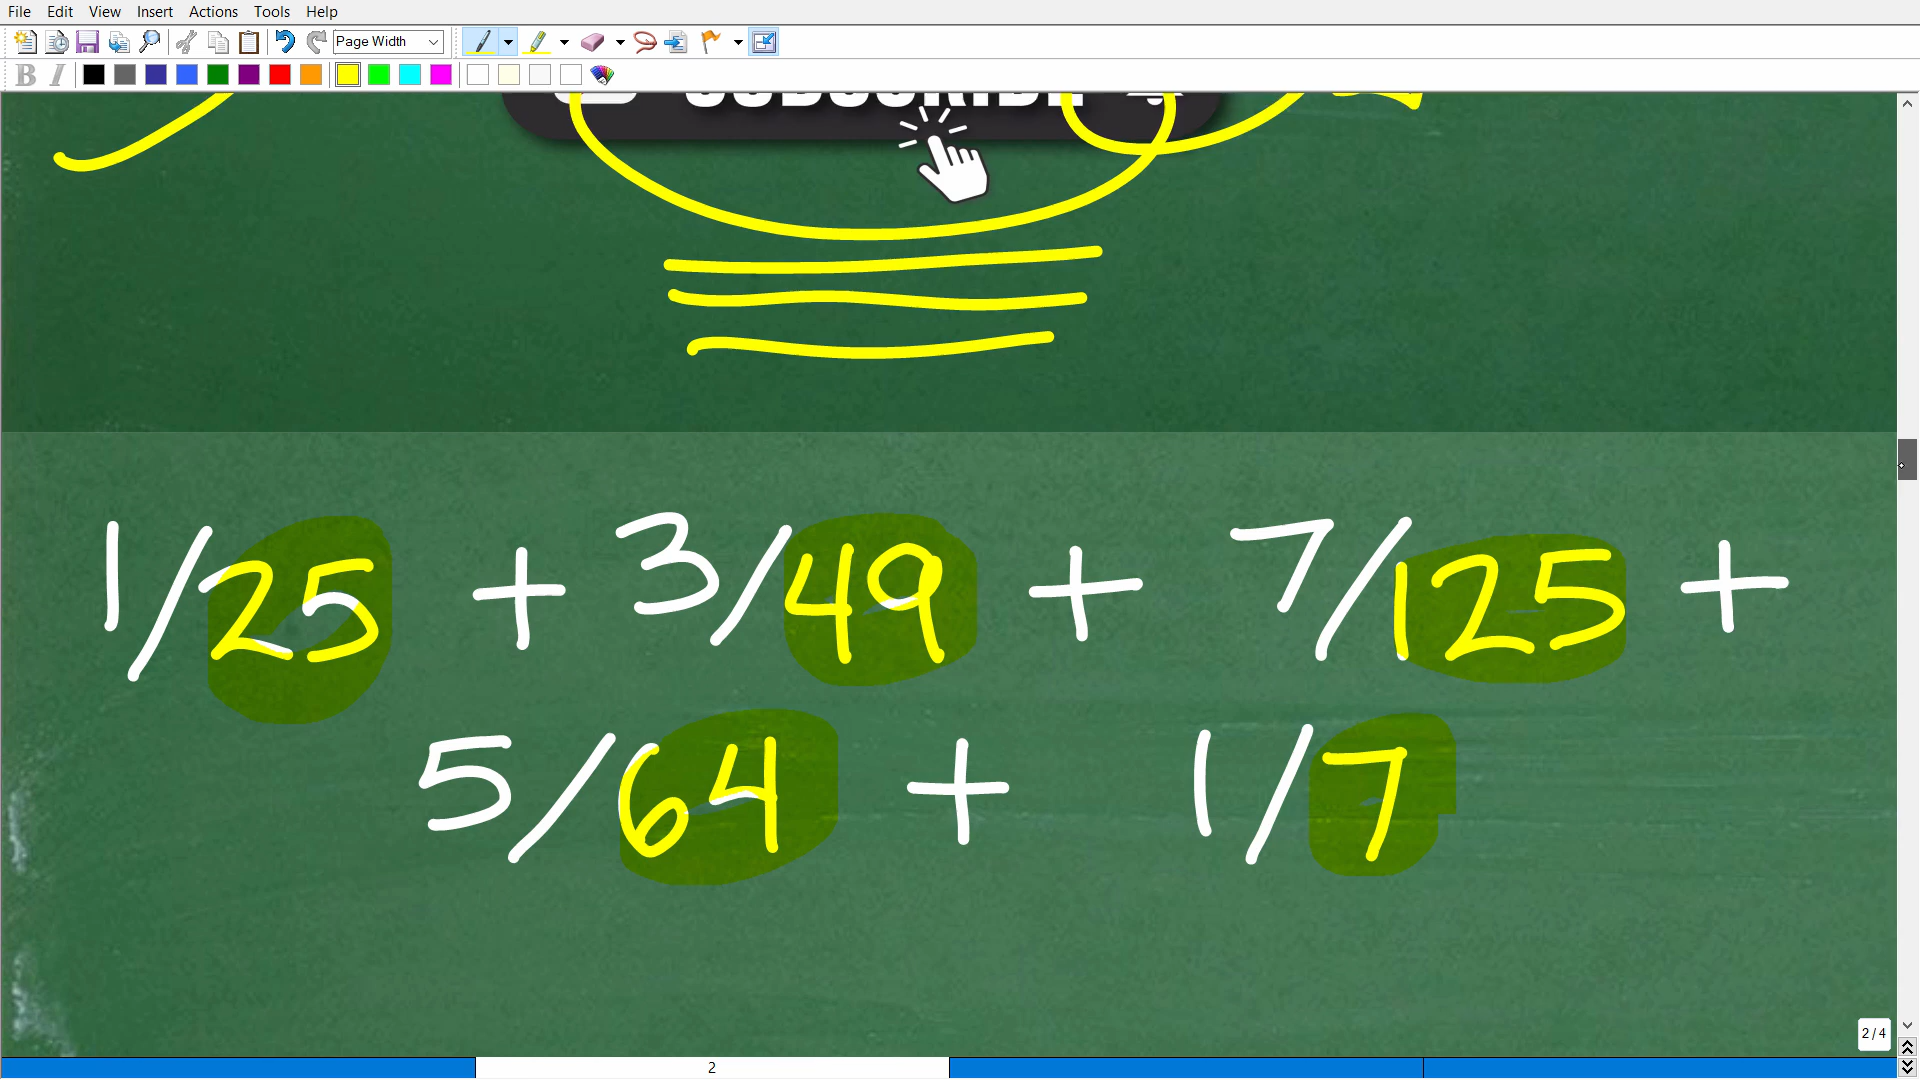 File Edit View Insert Actions Tools Help
Page Width
B I
SUBSCRIBE
1/25 + 3/49 + 7/125 +
5/64 + 1/7
2 / 4
2